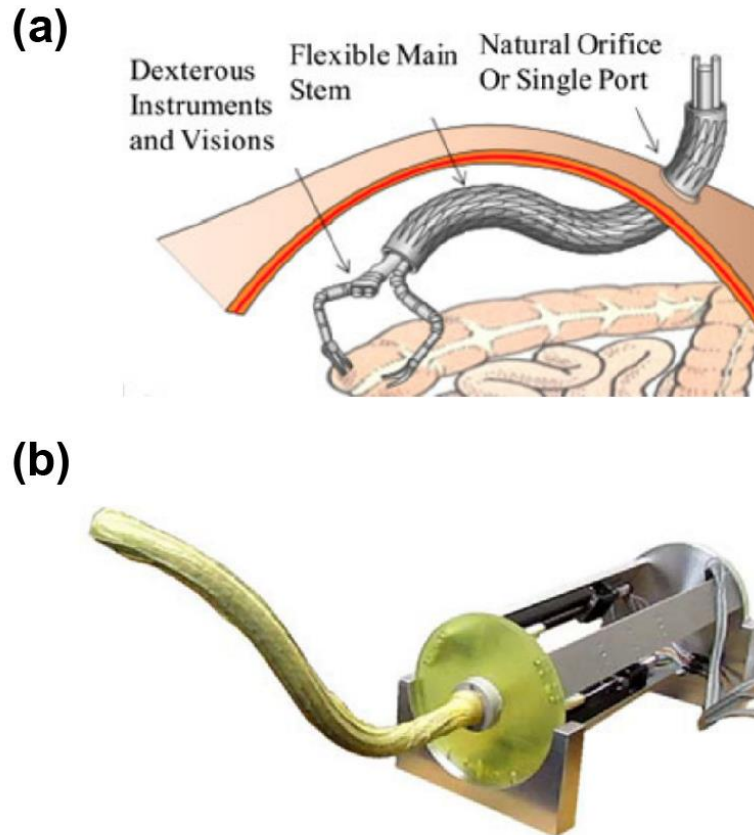 (a)
Dexterous
Instruments
and Visions
Flexible Main
Stem
Natural Orifice
Or Single Port
(b)